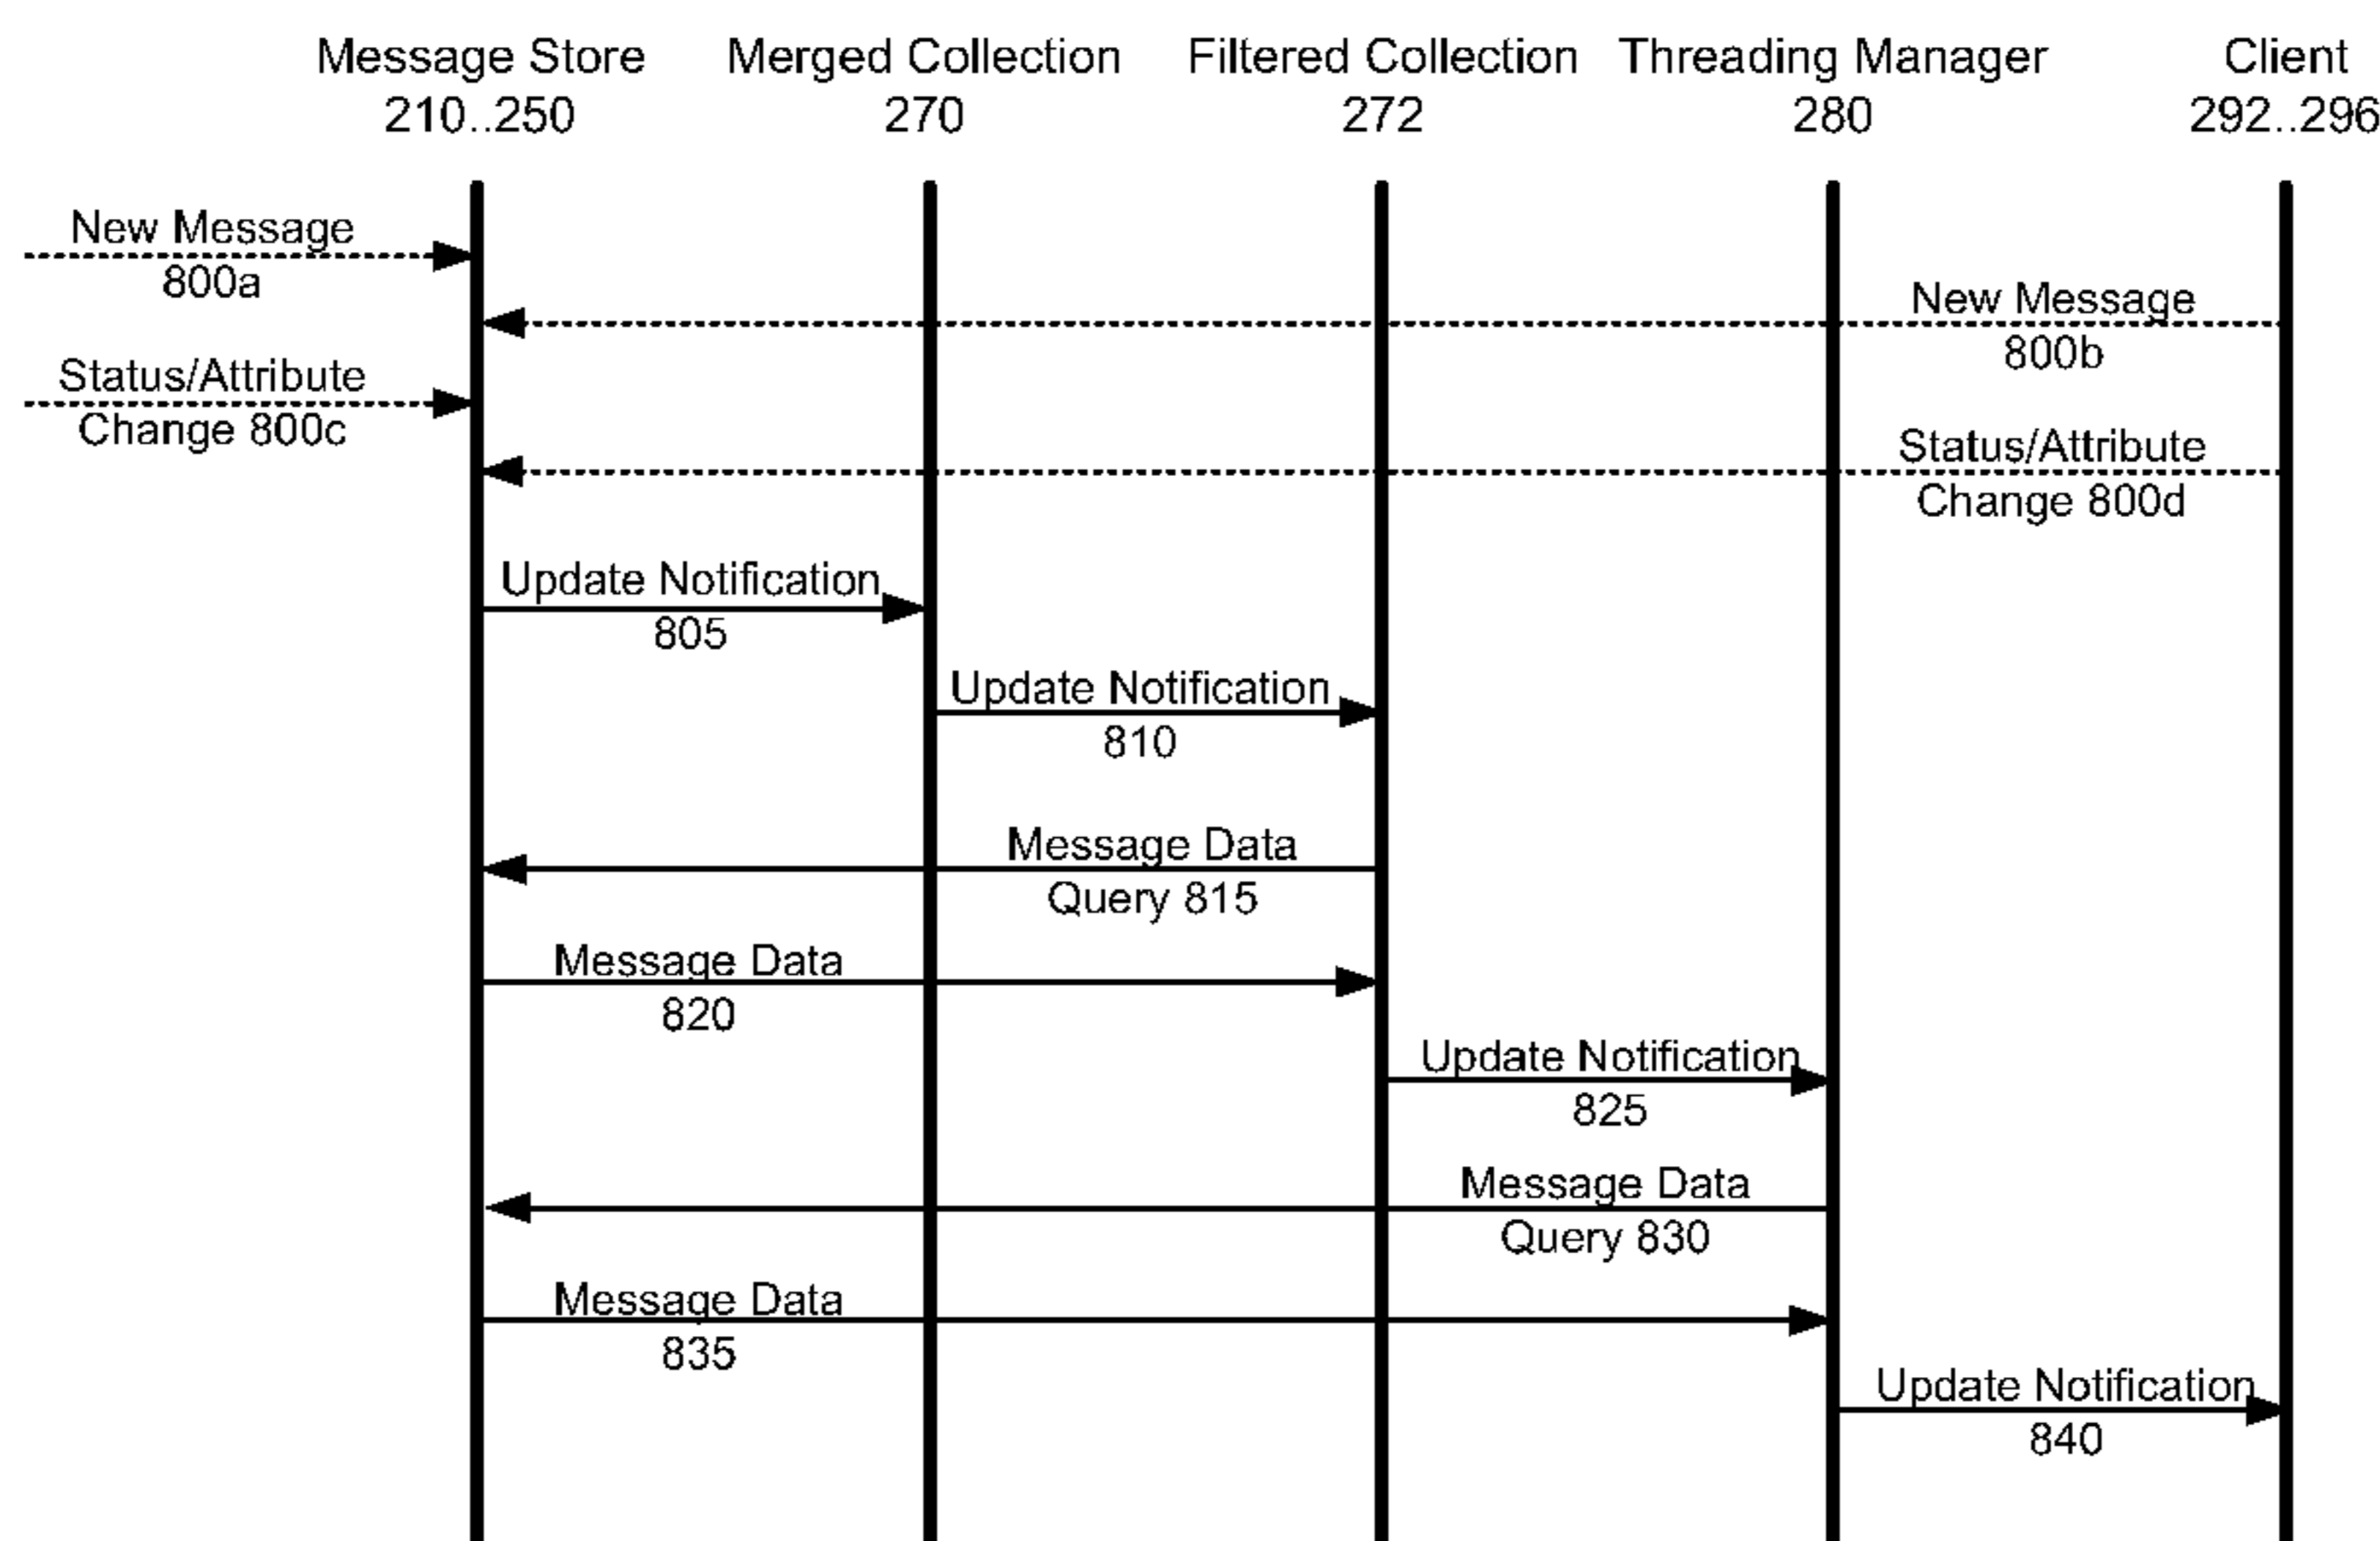 Message Store
210..250
Merged Collection
270
Filtered Collection
272
Threading Manager
280
Client
292..296
New Message
800a
New Message
800b
Status/Attribute
Change 800c
Status/Attribute
Change 800d
Update Notification
805
Update Notification
810
Message Data
Query 815
Message Data
820
Update Notification
825
Message Data
Query 830
Message Data
835
Update Notification
840